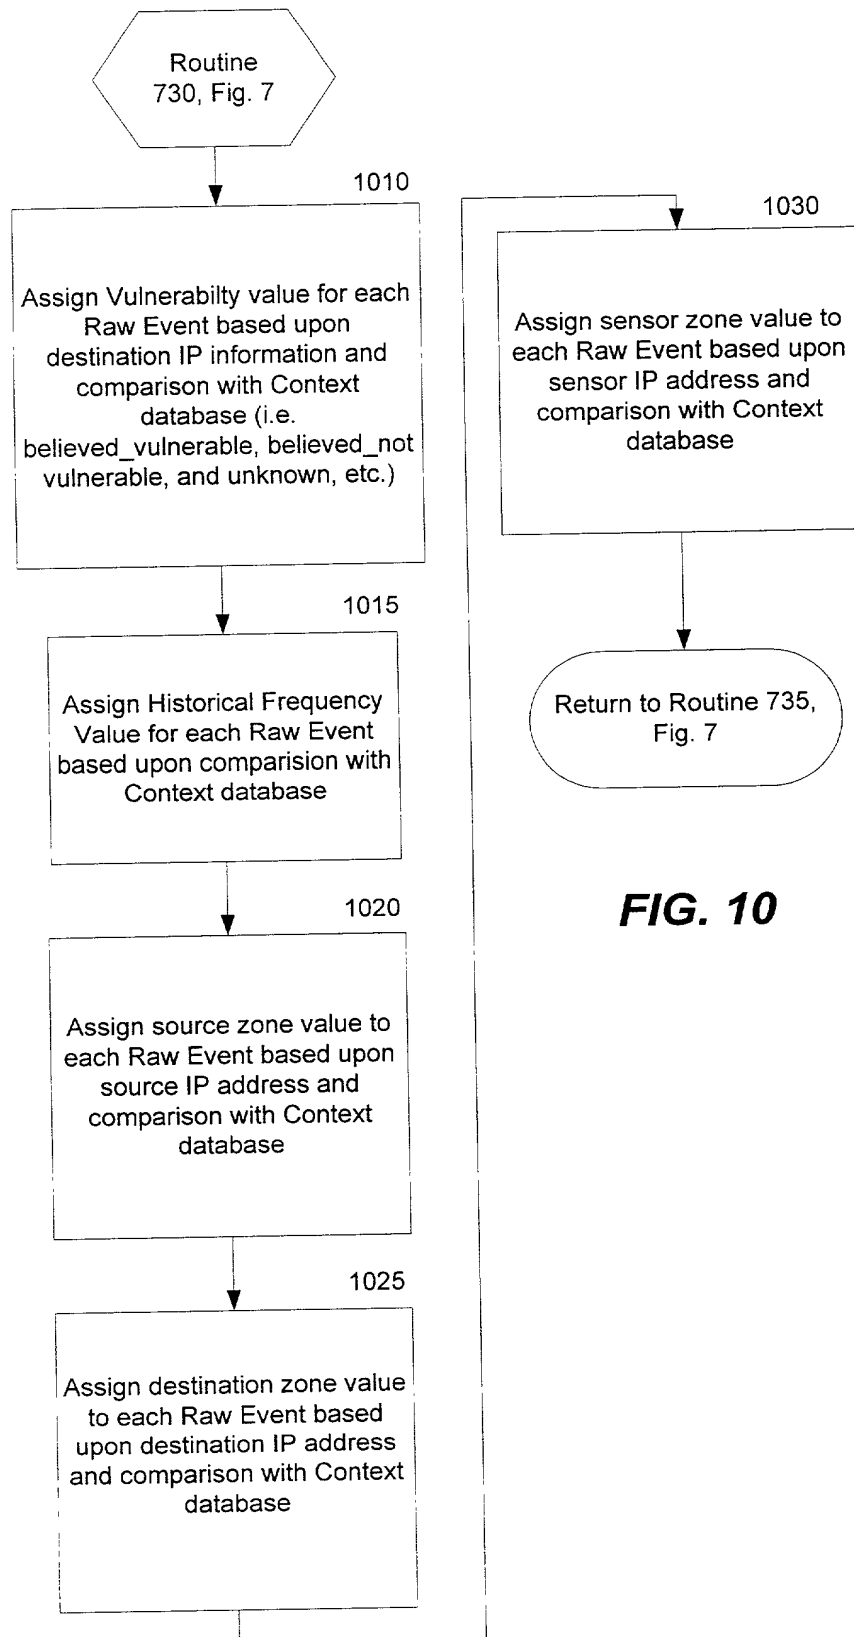 Routine
730, Fig. 7
1010
Assign Vulnerabilty value for each
Raw Event based upon
destination IP information and
comparison with Context
database (i.e.
believed_vulnerable, believed_not
vulnerable, and unknown, etc.)
1015
Assign Historical Frequency
Value for each Raw Event
based upon comparision with
Context database
1020
Assign source zone value to
each Raw Event based upon
source IP address and
comparison with Context
database
1025
Assign destination zone value
to each Raw Event based
upon destination IP address
and comparison with Context
database
1030
Assign sensor zone value to
each Raw Event based upon
sensor IP address and
comparison with Context
database
Return to Routine 735,
Fig. 7
FIG. 10